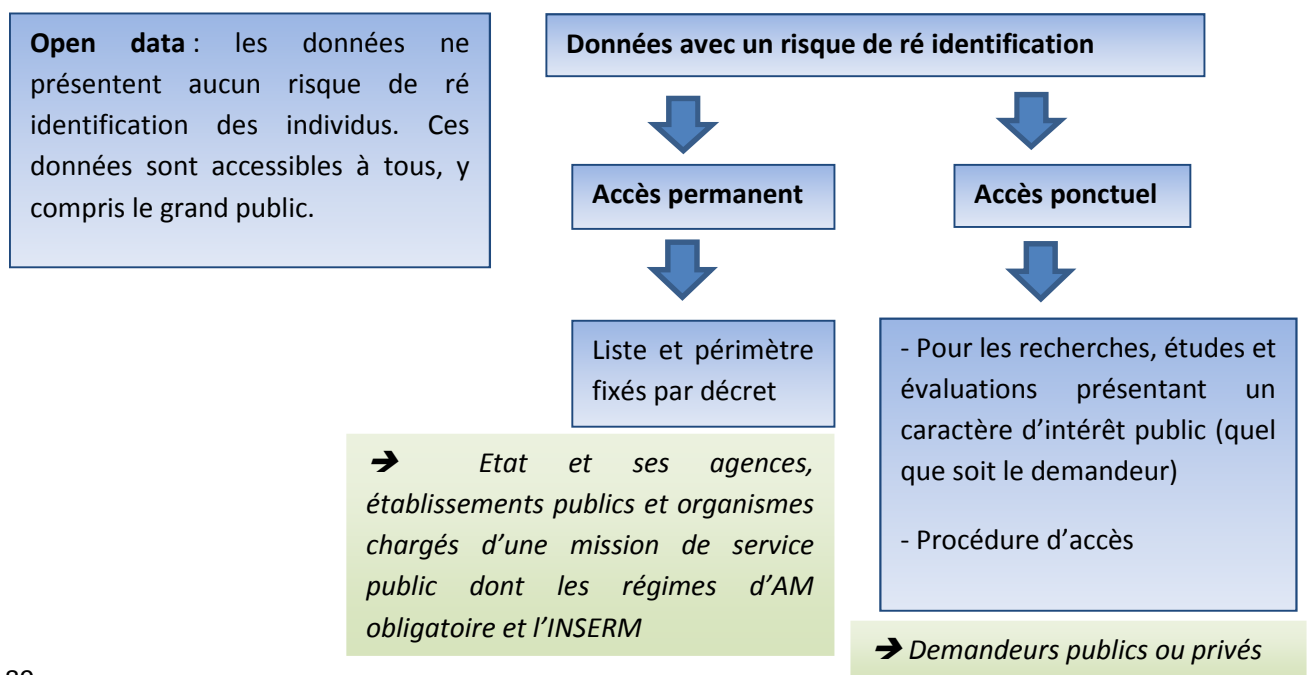 Open data : les données ne
présentent aucun risque de ré
identification des individus. Ces
données sont accessibles à tous, y
compris le grand public.
Données avec un risque de ré identification
Accès permanent
Accès ponctuel
Liste et périmètre
fixés par décret
- Pour les recherches, études et
évaluations présentant un
caractère d’intérêt public (quel
que soit le demandeur)
- Procédure d’accès
➔ Etat et ses agences,
établissements publics et organismes
chargés d’une mission de service
public dont les régimes d’AM
obligatoire et l’INSERM
➔ Demandeurs publics ou privés